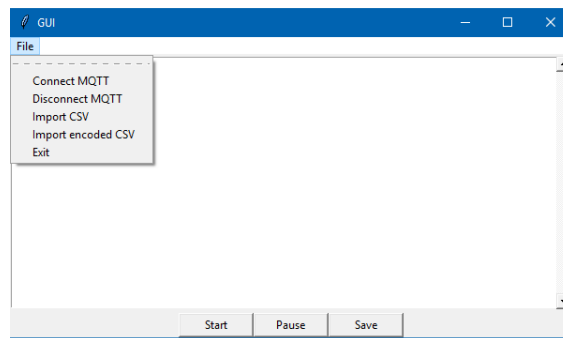 GUI
File
Connect MQTT
Disconnect MQTT
Import CSV
Import encoded CSV
Exit
Start Pause Save